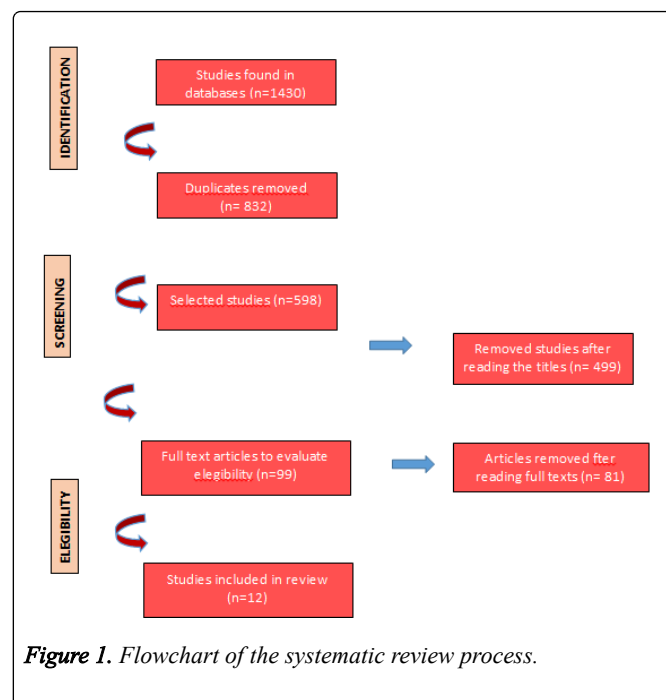 IDENTIFICATION
Studies found in
databases (n=1430)
Duplicates removed
(n= 832)
SCREENING
Selected studies (n=598)
Removed studies after
reading the titles (n= 499)
Full text articles to evaluate
elegibility (n=99)
Articles removed fter
reading full texts (n= 81)
ELEGIBILITY
Studies included in review
(n=12)
Figure 1. Flowchart of the systematic review process.